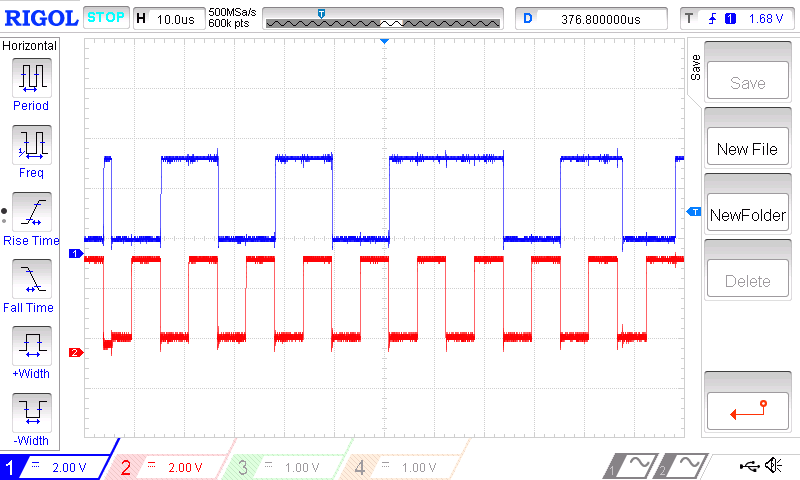 RIGOL STOP H 10.0us 500MSa/s
600k pts
D 376.800000us T 1 1.68 V
T
Horizontal
Period
Freq
Rise Time
Fall Time
+Width
-Width
Save
Save
New File
NewFolder
Delete
T
1
2
1 2.00 V 2 2.00 V 3 1.00 V 4 1.00 V 1 2